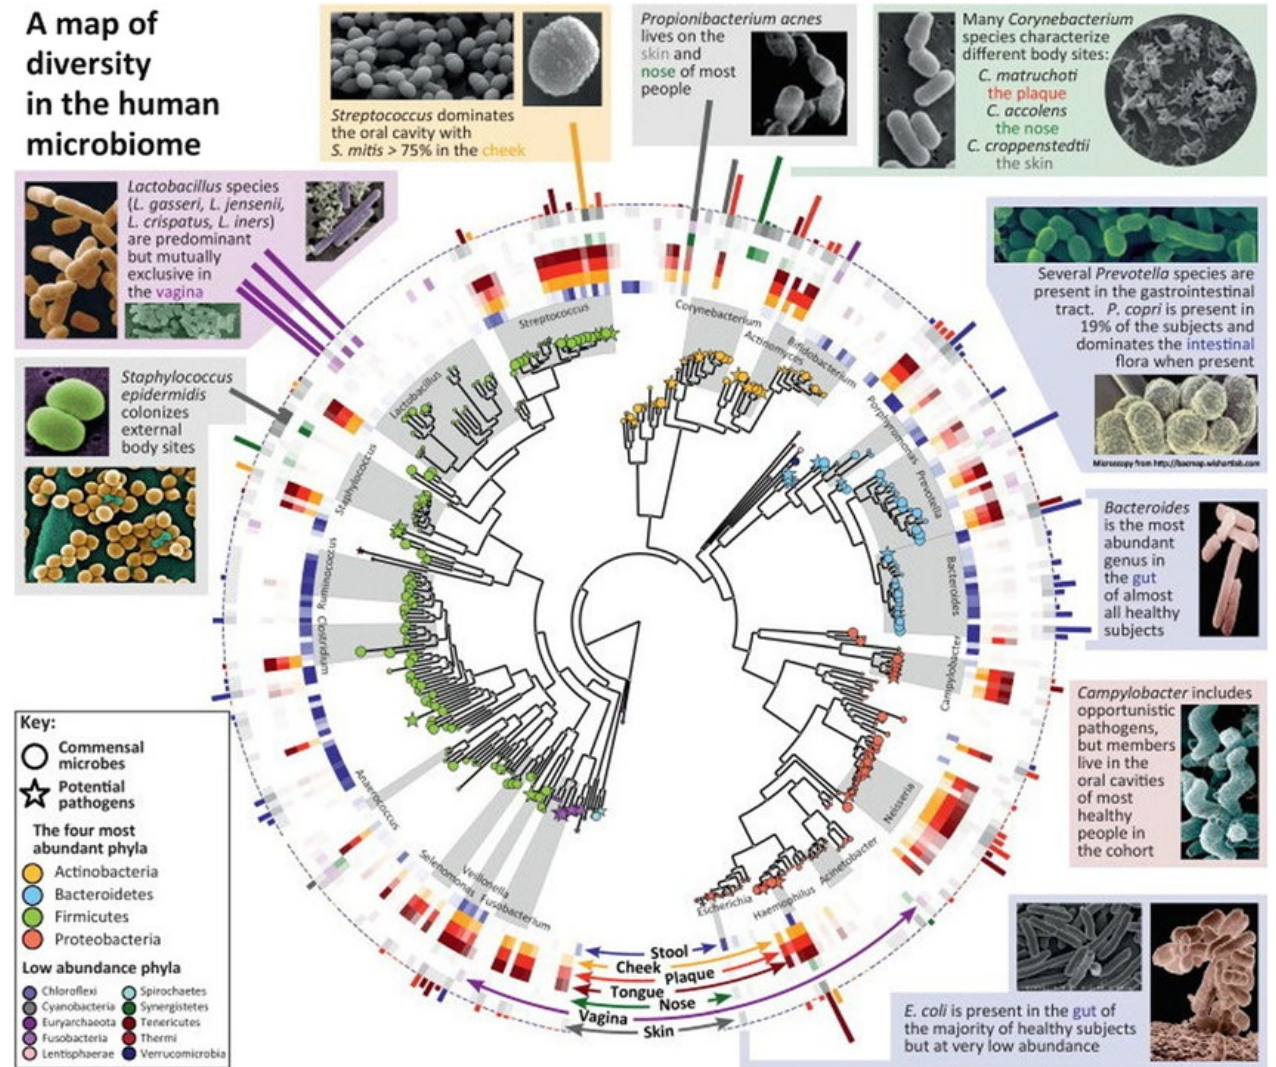 A map of
diversity
in the human
microbiome
Streptococcus dominates
the oral cavity with
S. mitis > 75% in the cheek
Propionibacterium acnes
lives on the
skin and
nose of most
people
Many Corynebacterium
species characterize
different body sites:
C. matruchoti
the plaque
C. accolens
the nose
C. croppenstedtii
the skin
Lactobacillus species
(L. gasseri, L. jensenii,
L. crispatus, L. iners)
are predominant
but mutually
exclusive in
the vagina
Several Prevotella species are
present in the gastrointestinal
tract. P. copri is present in
19% of the subjects and
dominates the intestinal
flora when present
Microscopy from http://bacmap.wishartlab.com
Staphylococcus
epidermidis
colonizes
external
body sites
Bacteroides
is the most
abundant
genus in
the gut
of almost
all healthy
subjects
Campylobacter includes
opportunistic
pathogens,
but members
live in the
oral cavities
of most
healthy
people in
the cohort
E. coli is present in the gut of
the majority of healthy subjects
but at very low abundance
Streptococcus
Corynebacterium
Actinomyces
Bifidobacterium
Porphyromonas
Prevotella
Bacteroides
Campylobacter
Neisseria
Acinetobacter
Haemophilus
Escherichia
Lactobacillus
Staphylococcus
Ruminococcus
Clostridium
Anaerococcus
Selenomonas
Veillonella
Fusobacterium
Stool
Cheek
Plaque
Tongue
Nose
Vagina
Skin
Key:
Commensal
microbes
Potential
pathogens
The four most
abundant phyla
Actinobacteria
Bacteroidetes
Firmicutes
Proteobacteria
Low abundance phyla
Chloroflexi
Cyanobacteria
Euryarchaeota
Fusobacteria
Lentisphaerae
Spirochaetes
Synergistetes
Tenericutes
Thermi
Verrucomicrobia